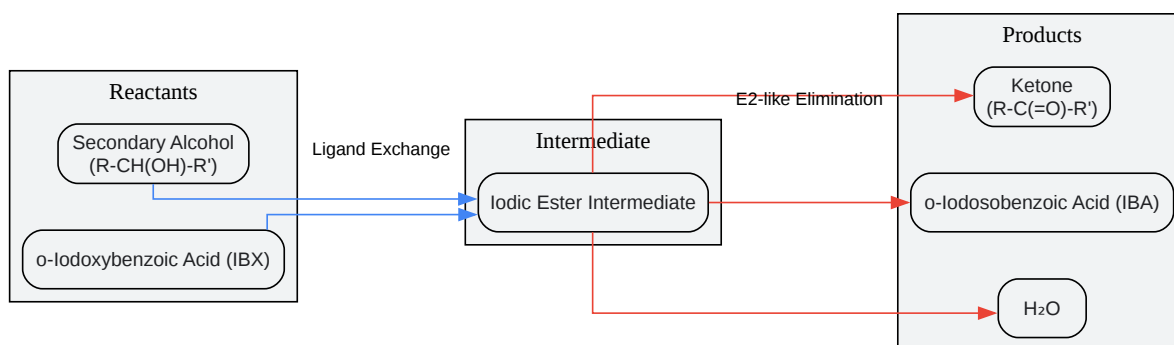 Reactants
Secondary Alcohol
(R-CH(OH)-R')
o-Iodoxybenzoic Acid (IBX)
Ligand Exchange
Intermediate
Iodic Ester Intermediate
E2-like Elimination
Products
Ketone
(R-C(=O)-R')
o-Iodosobenzoic Acid (IBA)
H₂O